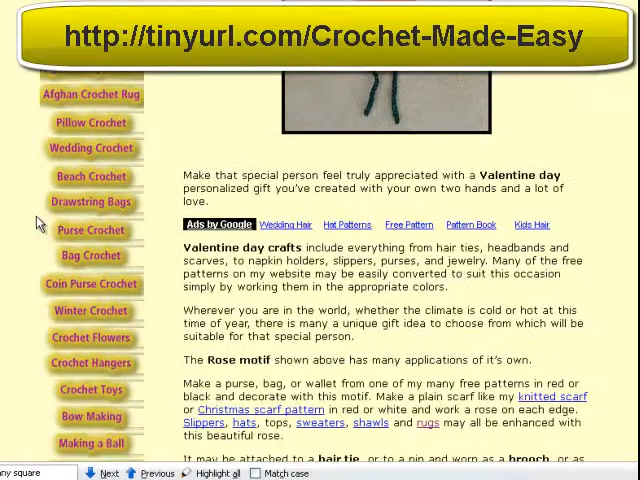 http://tinyurl.com/Crochet-Made-Easy
Afghan Crochet Rug
Pillow Crochet
Wedding Crochet
Beach Crochet
Drawstring Bags
Purse Crochet
Bag Crochet
Coin Purse Crochet
Winter Crochet
Crochet Flowers
Crochet Hangers
Crochet Toys
Bow Making
Making a Ball
Make that special person feel truly appreciated with a Valentine day
personalized gift you've created with your own two hands and a lot of
love.
Ads by Google Wedding Hair Hat Patterns Free Pattern Pattern Book Kids Hair
Valentine day crafts include everything from hair ties, headbands and
scarves, to napkin holders, slippers, purses, and jewelry. Many of the free
patterns on my website may be easily converted to suit this occasion
simply by working them in the appropriate colors.
Wherever you are in the world, whether the climate is cold or hot at this
time of year, there is many a unique gift idea to choose from which will be
suitable for that special person.
The Rose motif shown above has many applications of it's own.
Make a purse, bag, or wallet from one of my many free patterns in red or
black and decorate with this motif. Make a plain scarf like my knitted scarf
or Christmas scarf pattern in red or white and work a rose on each edge.
Slippers, hats, tops, sweaters, shawls and rugs may all be enhanced with
this beautiful rose.
It may be attached to a hair tie, or to a pin and worn as a brooch, or as
any square Next Previous Highlight all Match case